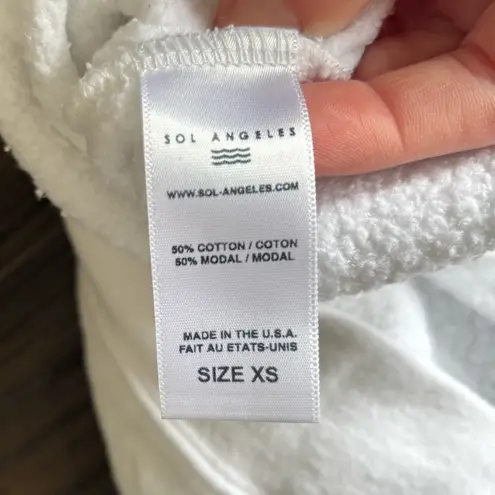 SOL ANGELES
WWW.SOL-ANGELES.COM
50% COTTON / COTON
50% MODAL / MODAL
MADE IN THE U.S.A.
FAIT AU ETATS-UNIS
SIZE XS